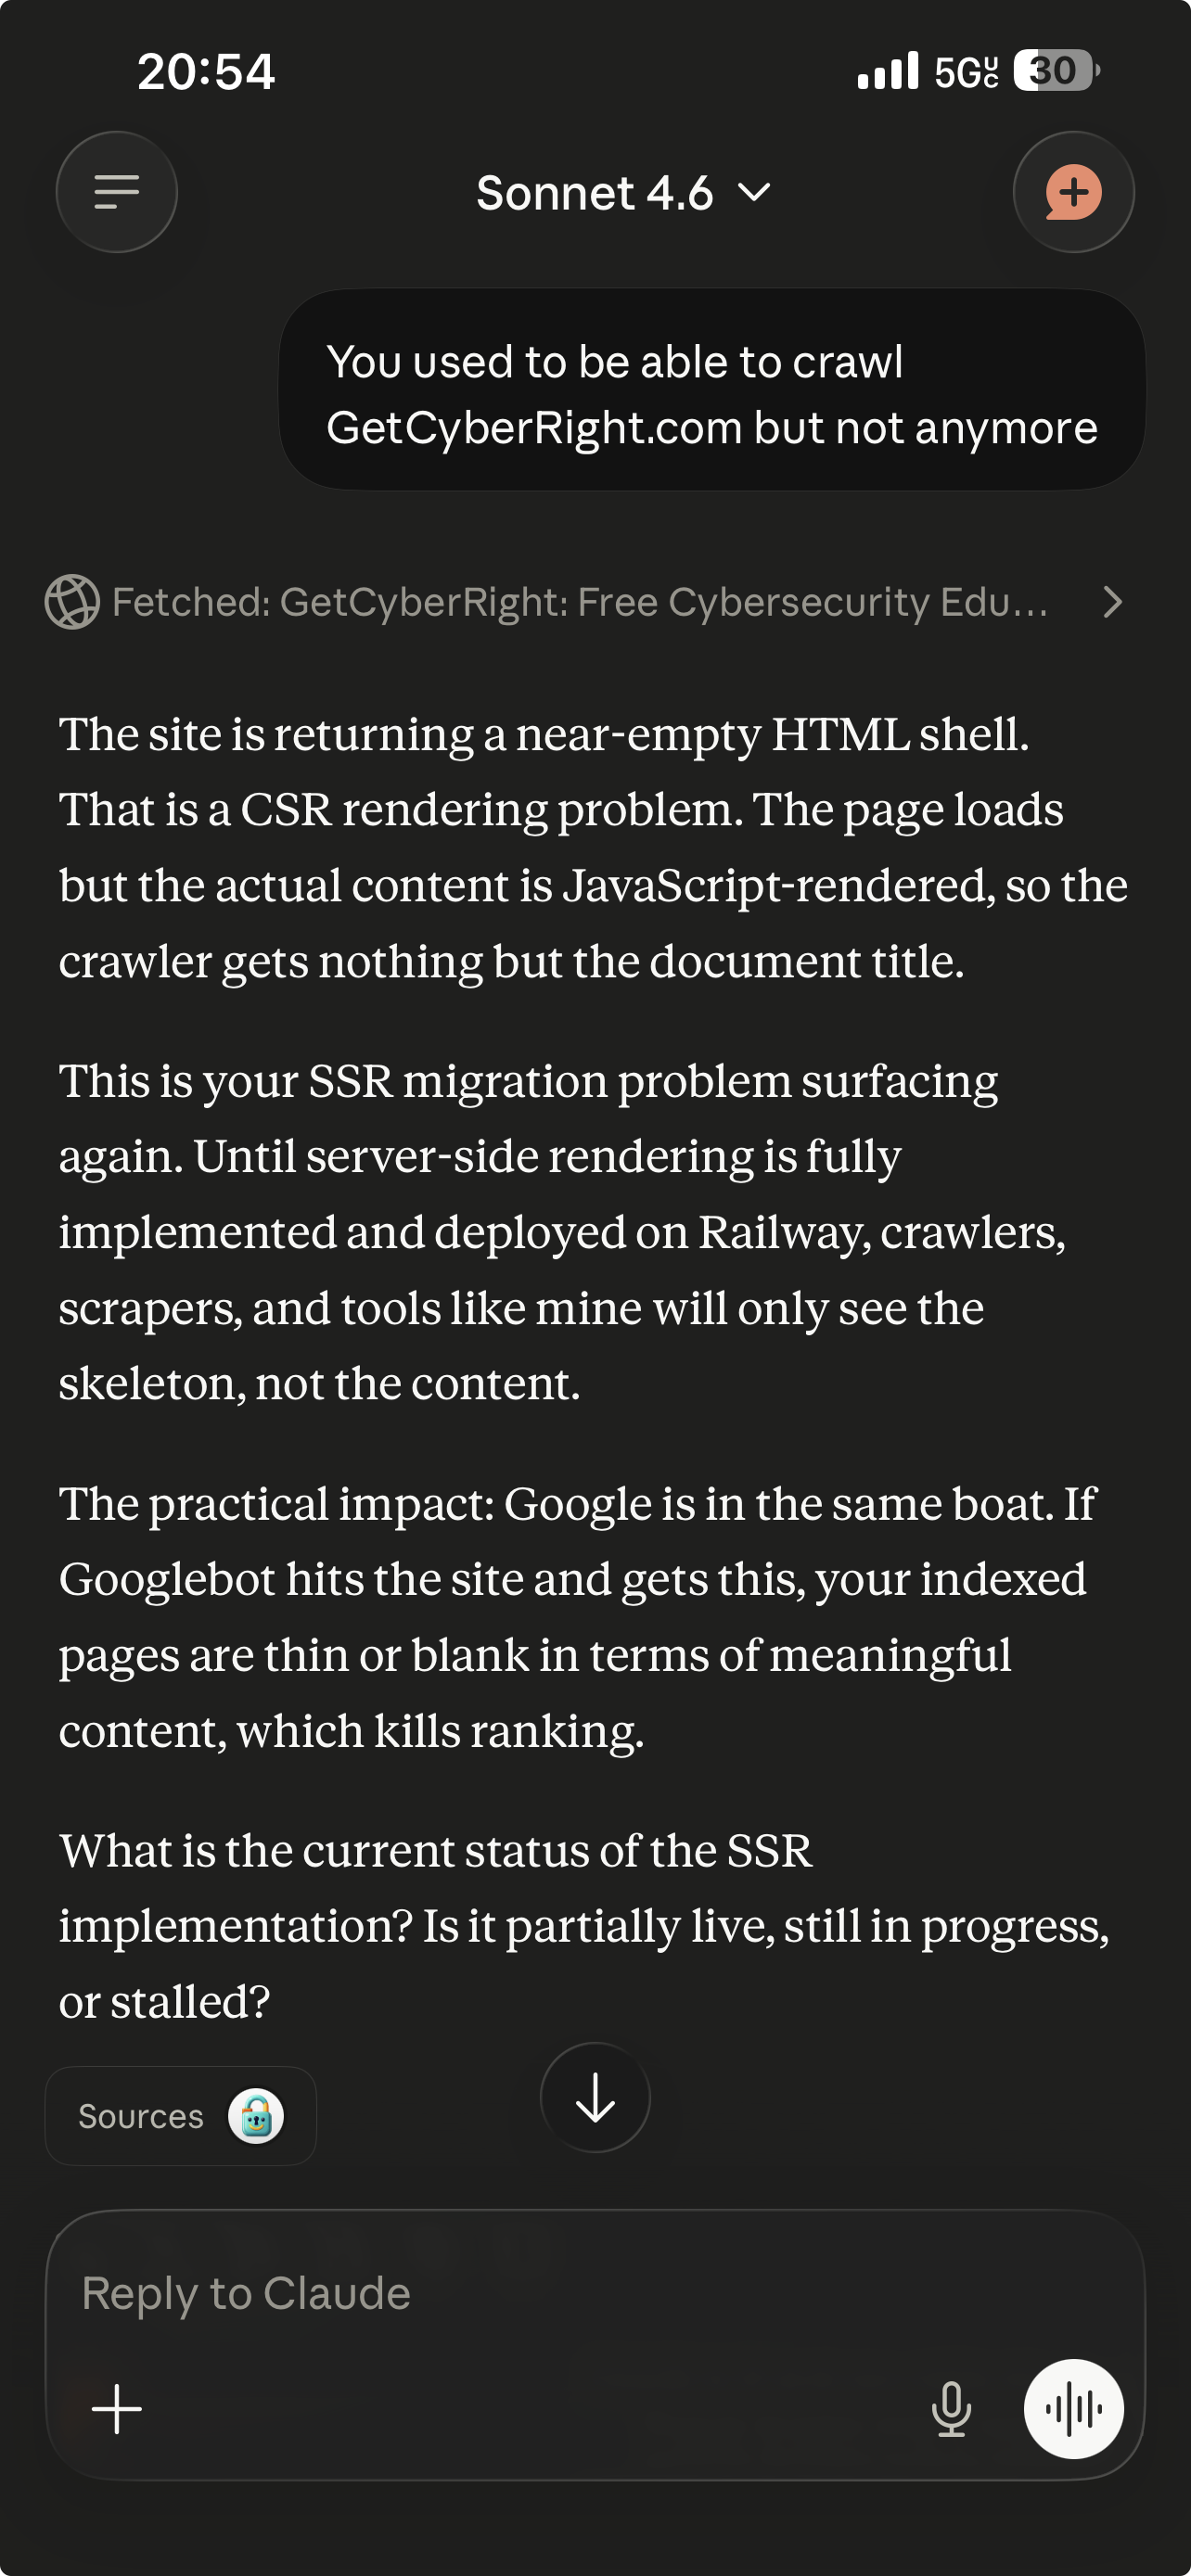 20:54
5GUC 30
Sonnet 4.6
You used to be able to crawl
GetCyberRight.com but not anymore
Fetched: GetCyberRight: Free Cybersecurity Edu...
The site is returning a near-empty HTML shell.
That is a CSR rendering problem. The page loads
but the actual content is JavaScript-rendered, so the
crawler gets nothing but the document title.
This is your SSR migration problem surfacing
again. Until server-side rendering is fully
implemented and deployed on Railway, crawlers,
scrapers, and tools like mine will only see the
skeleton, not the content.
The practical impact: Google is in the same boat. If
Googlebot hits the site and gets this, your indexed
pages are thin or blank in terms of meaningful
content, which kills ranking.
What is the current status of the SSR
implementation? Is it partially live, still in progress,
or stalled?
Sources
Reply to Claude